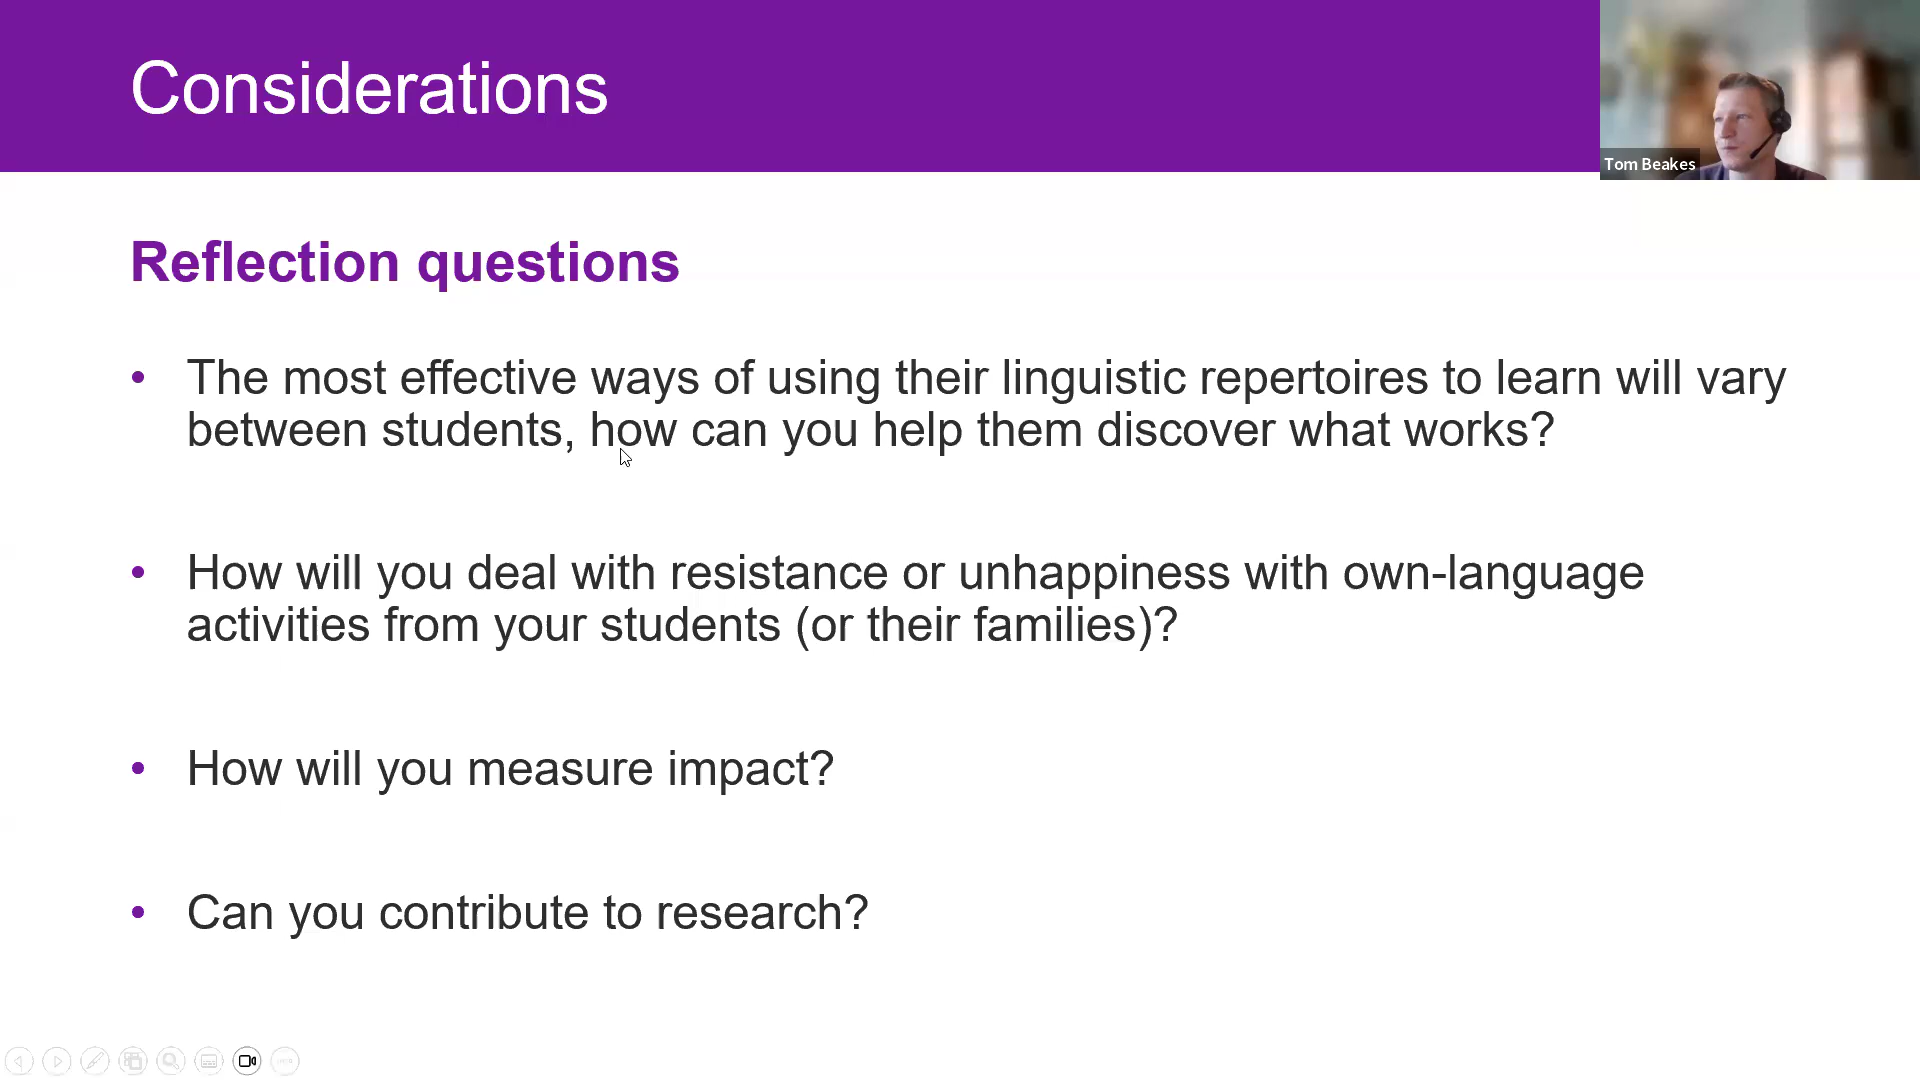 Considerations
Tom Beakes
Reflection questions
• The most effective ways of using their linguistic repertoires to learn will vary
between students, how can you help them discover what works?
• How will you deal with resistance or unhappiness with own-language
activities from your students (or their families)?
• How will you measure impact?
• Can you contribute to research?